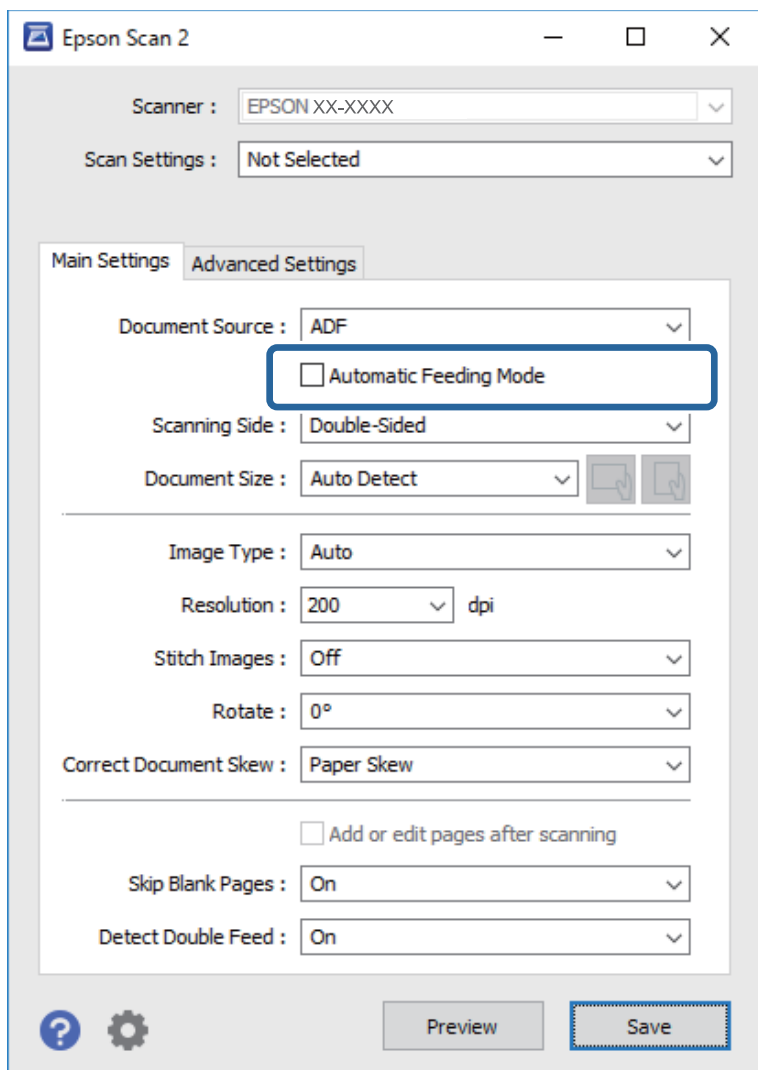 Epson Scan 2
Scanner : EPSON XX-XXXX
Scan Settings : Not Selected
Main Settings Advanced Settings
Document Source : ADF
Automatic Feeding Mode
Scanning Side : Double-Sided
Document Size : Auto Detect
Image Type : Auto
Resolution : 200 dpi
Stitch Images : Off
Rotate : 0°
Correct Document Skew : Paper Skew
Add or edit pages after scanning
Skip Blank Pages : On
Detect Double Feed : On
? Preview Save